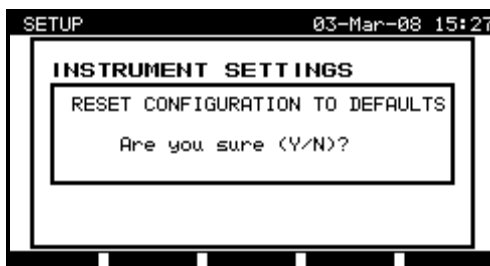 SETUP 03-Mar-08 15:27
INSTRUMENT SETTINGS
RESET CONFIGURATION TO DEFAULTS
Are you sure (Y/N)?